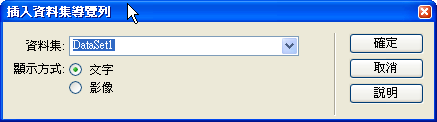 插入資料集導覽列
資料集: DataSet1 確定
顯示方式: 文字 取消
影像 說明